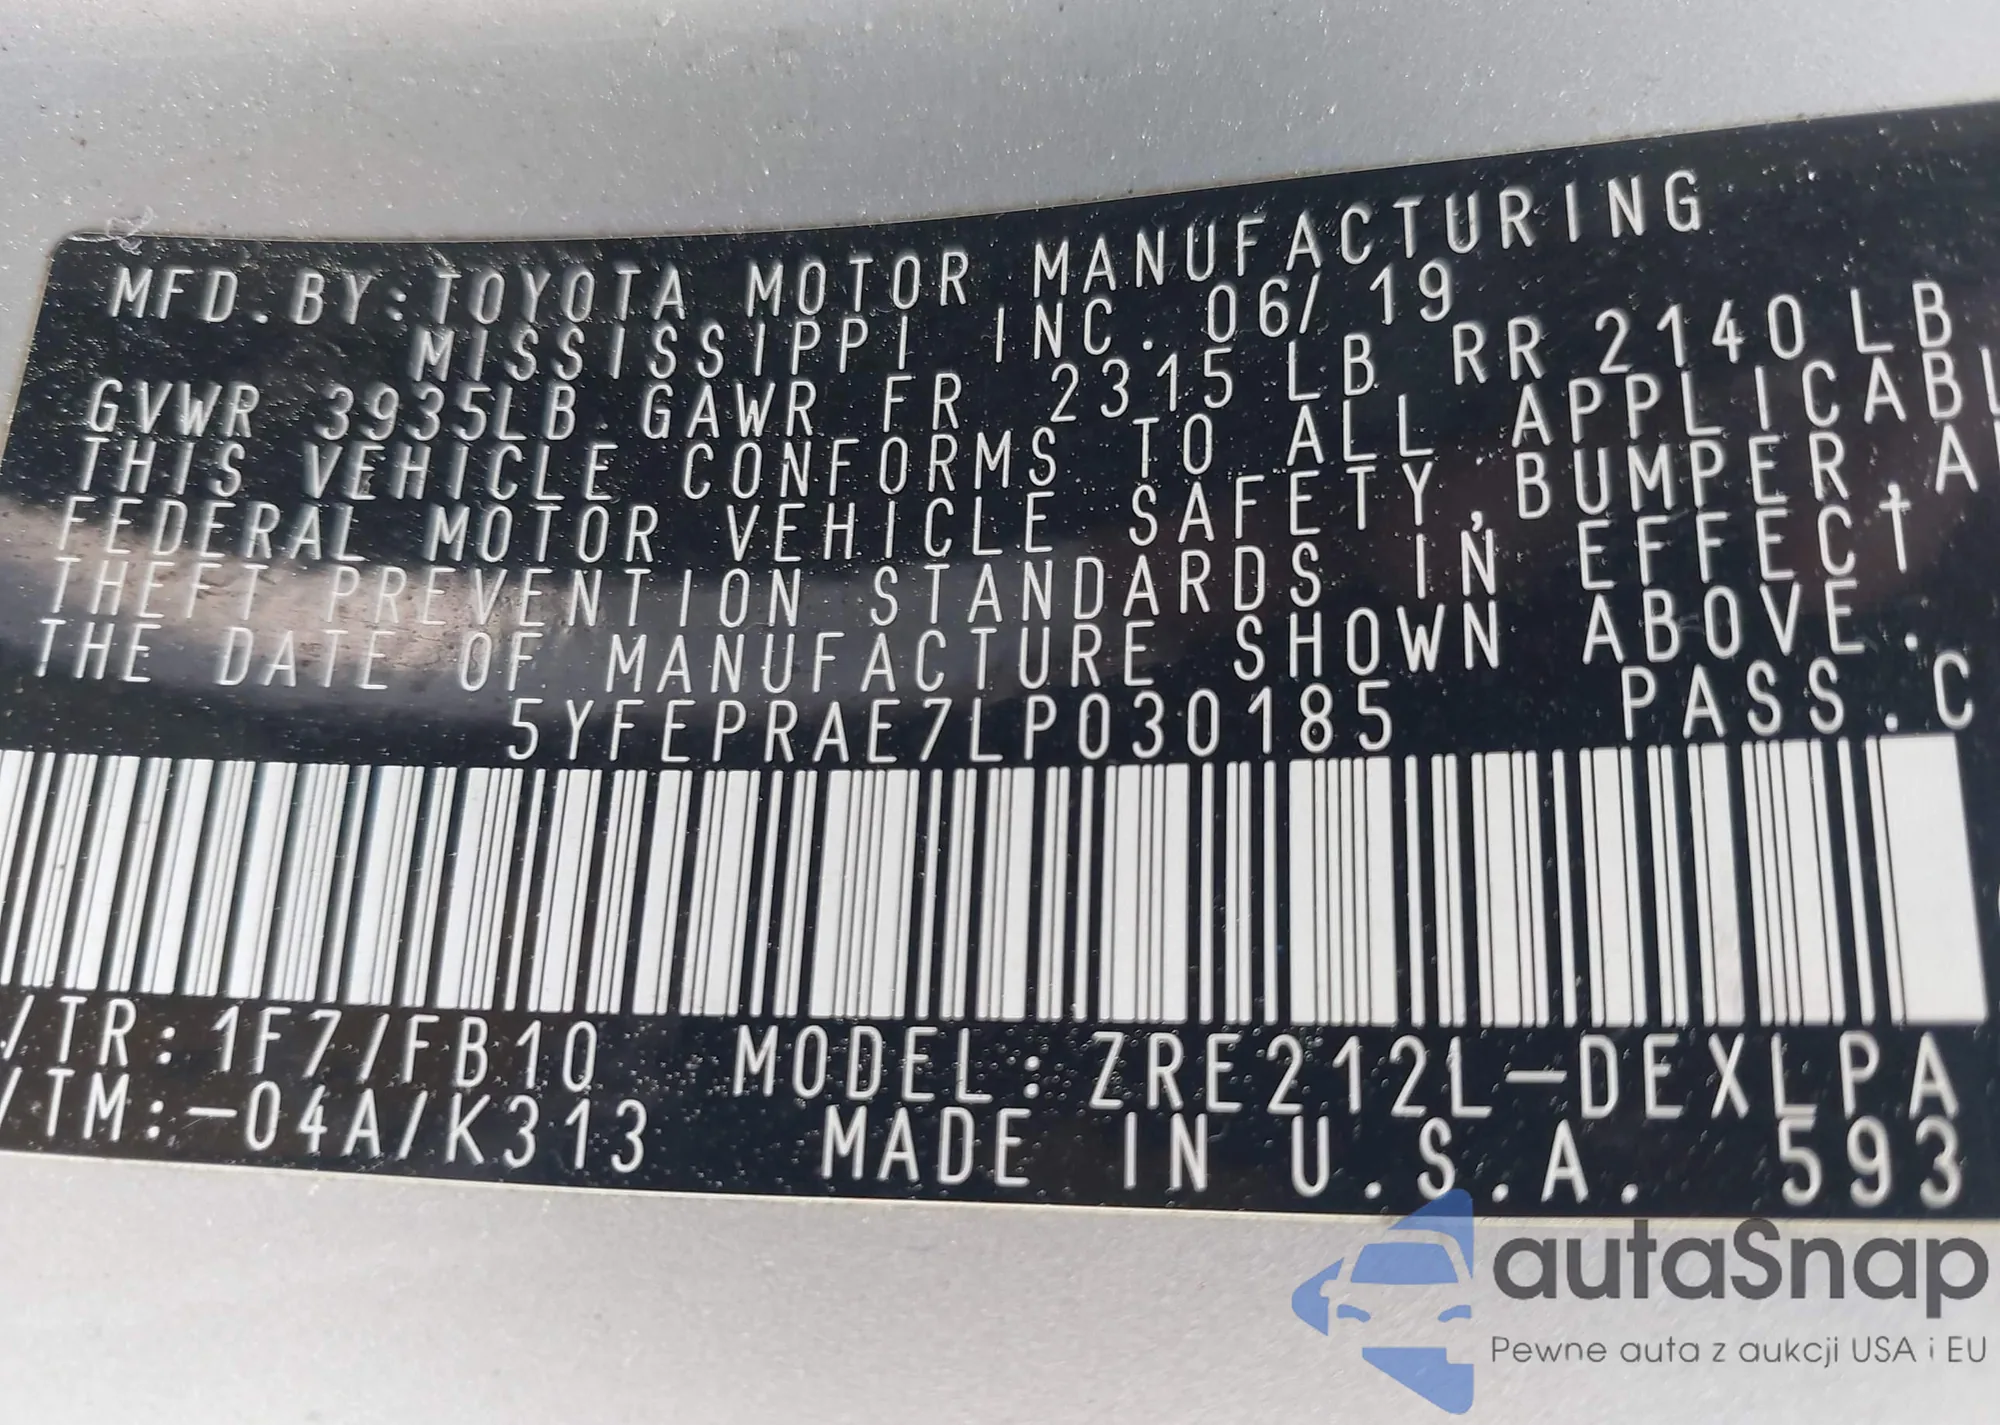 MFD. BY: TOYOTA MOTOR MANUFACTURING
MISSISSIPPI INC. 06/19
GVWR 3935LB GAWR FR 2315 LB RR 2140 LB
THIS VEHICLE CONFORMS TO ALL APPLICABL
FEDERAL MOTOR VEHICLE SAFETY, BUMPER, A
THEFT PREVENTION STANDARDS IN EFFECT
THE DATE OF MANUFACTURE SHOWN ABOVE.
5YFEPRAE7LP030185 PASS. C
/TR: 1F7/FB10 MODEL: ZRE212L-DEXLPA
/TM: -04A/K313 MADE IN U.S.A. 593
autaSnap
Pewne auta z aukcji USA i EU